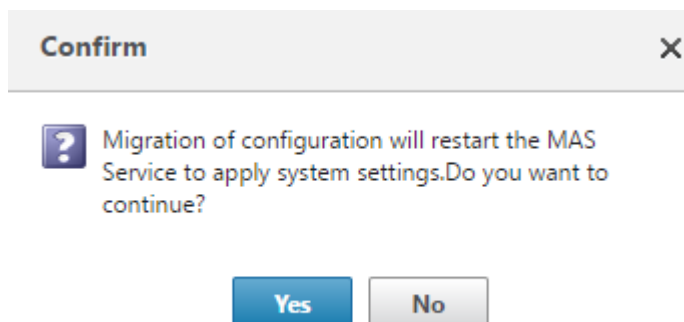 Confirm
Migration of configuration will restart the MAS
Service to apply system settings.Do you want to
continue?
Yes
No